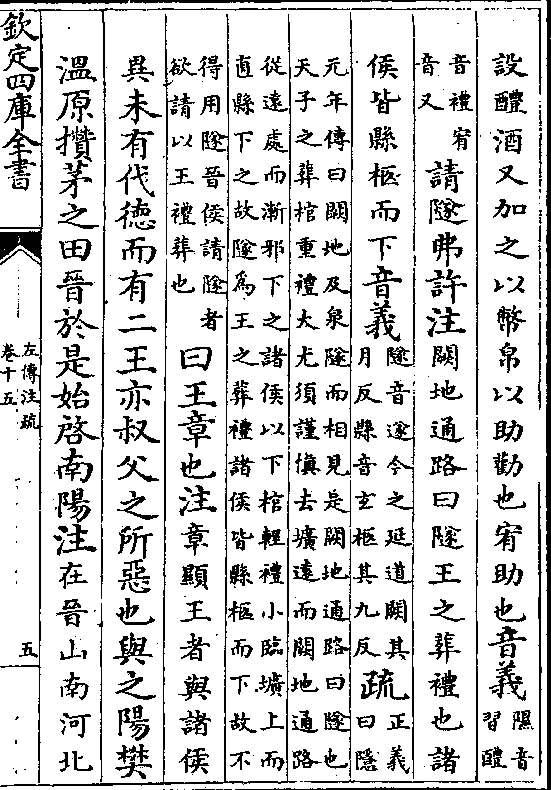 設醴酒又加之以幣帛以助勸也宥助也音義隰音
習醴
音禮宥
音又
請隧弗許注闕地通路曰隧王之葬禮也諸
侯皆縣柩而下音義
隧音遂今之延道闕其
月反縣音玄柩其九反
疏
正義
曰隱
元年傳曰闕地及泉隧而相見是闕地通路曰隧也
天子之葬棺重禮大尤須謹慎去壙遠而闕地通路
從遠處而漸邪下之諸侯以下棺輕禮小臨壙上而
直縣下之故隧爲王之葬禮諸侯皆縣柩而下故不
得用隧晉侯請隧者
欲請以王禮葬也
曰王章也注章顯王者與諸侯
異未有代德而有二王亦叔父之所惡也與之陽樊
溫原攢茅之田晉於是始啓南陽注在晉山南河北
欽定四庫全書
左傳注疏
卷十五
五